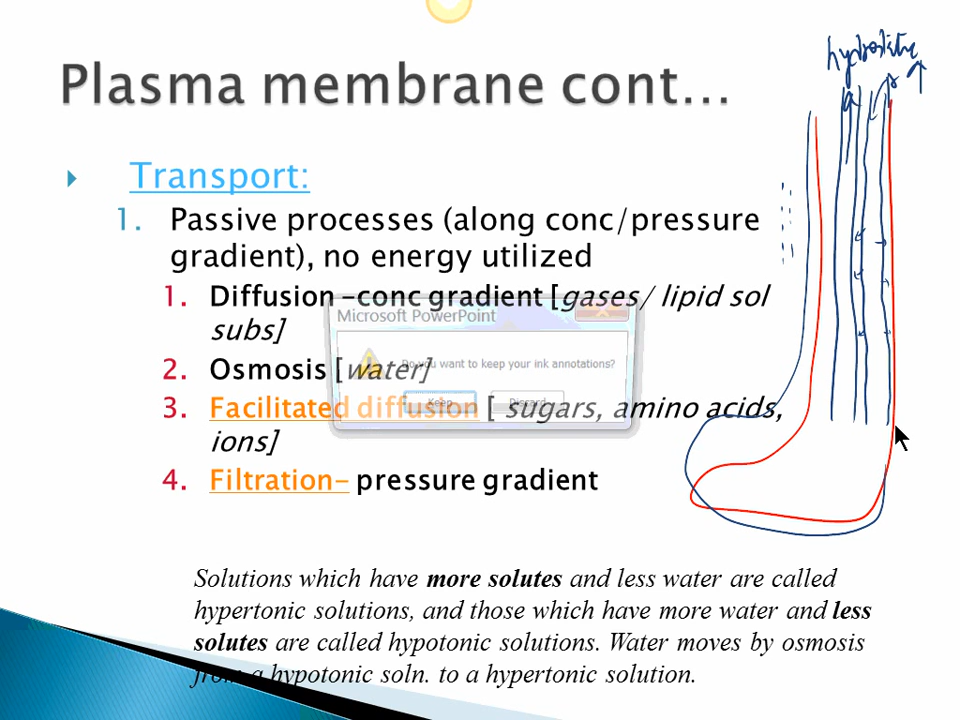 Plasma membrane cont...
Transport:
1. Passive processes (along conc/pressure
gradient), no energy utilized
1. Diffusion –conc gradient [gases/ lipid sol
subs]
2. Osmosis [water]
3. Facilitated diffusion [ sugars, amino acids,
ions]
4. Filtration- pressure gradient
Microsoft PowerPoint
Do you want to keep your ink annotations?
Keep
Discard
Solutions which have more solutes and less water are called
hypertonic solutions, and those which have more water and less
solutes are called hypotonic solutions. Water moves by osmosis
from a hypotonic soln. to a hypertonic solution.